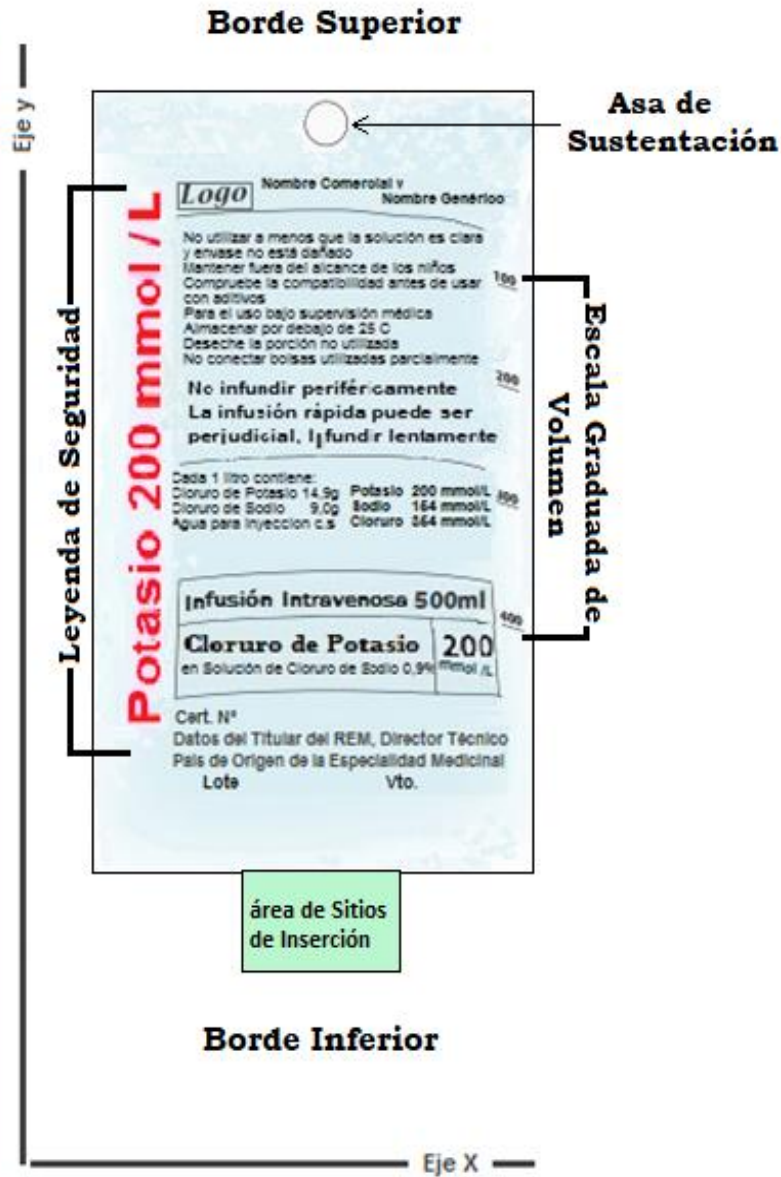 Borde Superior
Eje y
Asa de
Sustentación
Leyenda de Seguridad
Potasio 200 mmol / L
Logo
Nombre Comercial y
Nombre Genérico
No utilizar a menos que la solución es clara
y envase no está dañado
Mantener fuera del alcance de los niños
Compruebe la compatibilidad antes de usar
con aditivos
Para el uso bajo supervisión médica
Almacenar por debajo de 25 C
Deseche la porción no utilizada
No conectar bolsas utilizadas parcialmente
No infundir periféricamente
La infusión rápida puede ser
perjudicial, Infundir lentamente
100
200
300
400
Escala Graduada de
Volumen
Cada 1 litro contiene:
Cloruro de Potasio 14,9g Potasio 200 mmol/L
Cloruro de Sodio 9,0g Sodio 154 mmol/L
Agua para Inyeccion c.s Cloruro 354 mmol/L
Infusión Intravenosa 500ml
Cloruro de Potasio
en Solución de Cloruro de Sodio 0,9%
200
mmol /L
Cert. N°
Datos del Titular del REM, Director Técnico
Pais de Origen de la Especialidad Medicinal
Lote Vto.
área de Sitios
de Inserción
Borde Inferior
Eje X